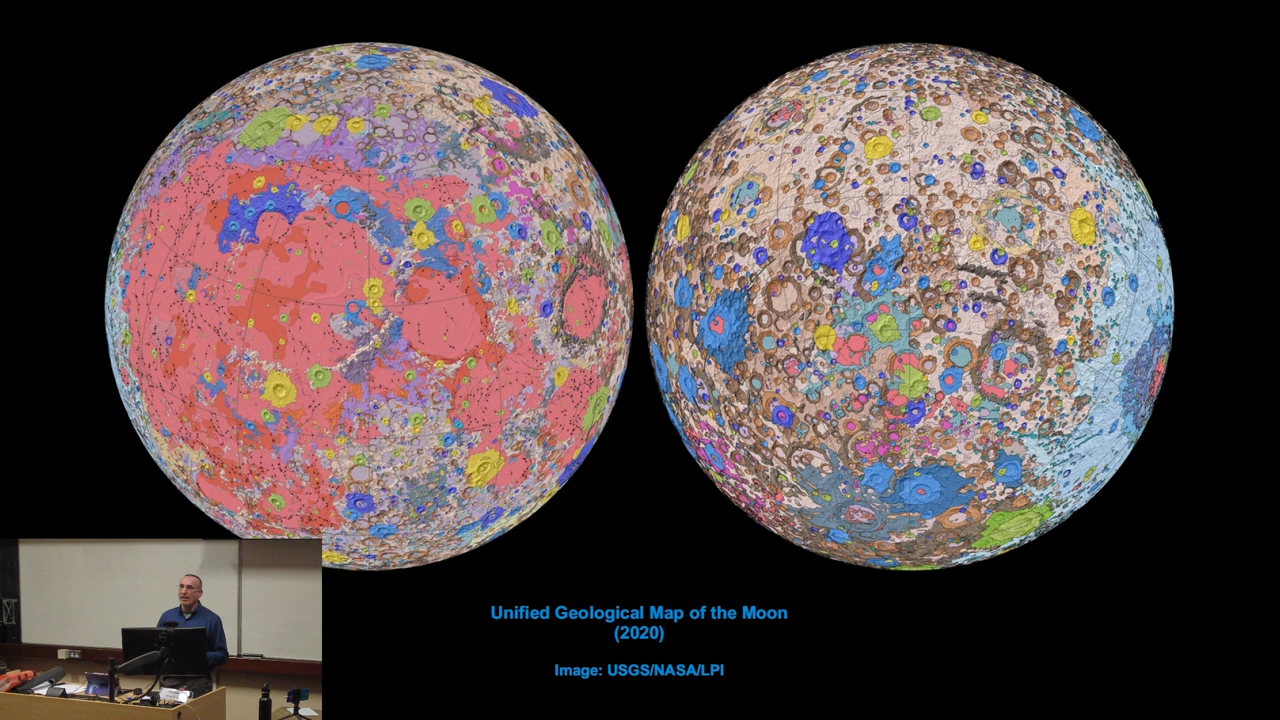 Unified Geological Map of the Moon
(2020)
Image: USGS/NASA/LPI